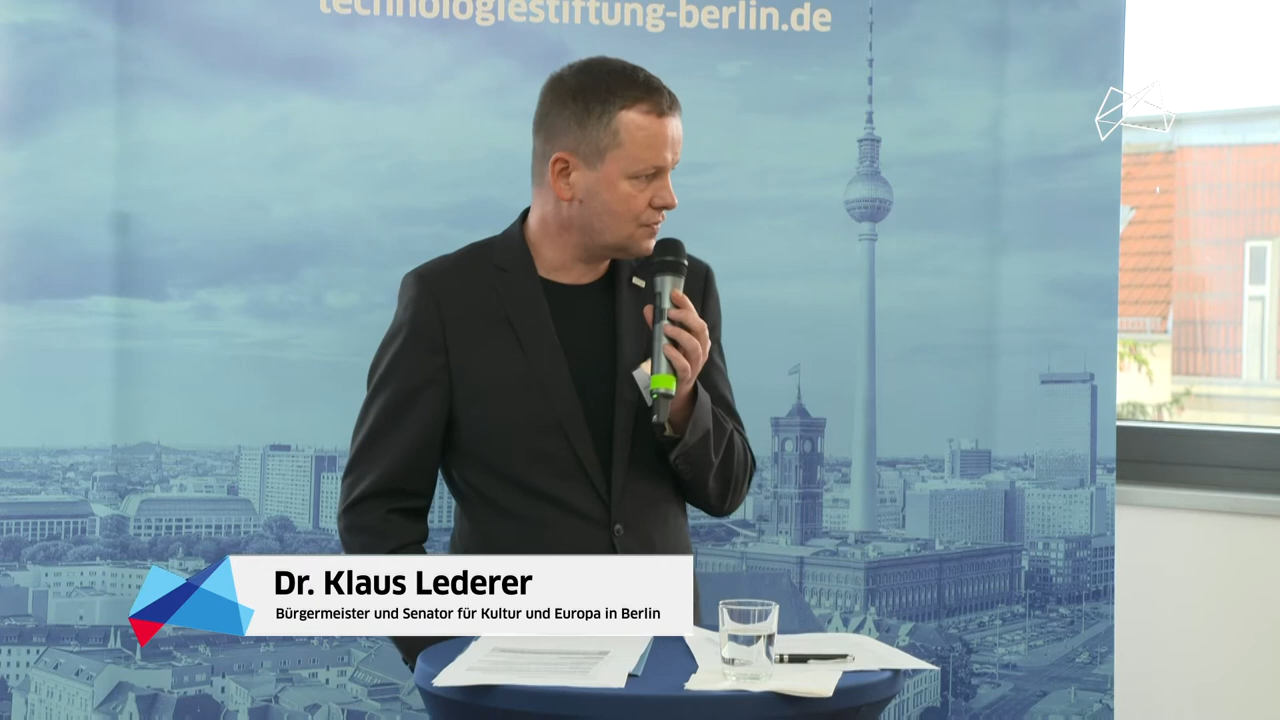 technologiestiftung-berlin.de
Dr. Klaus Lederer
Bürgermeister und Senator für Kultur und Europa in Berlin